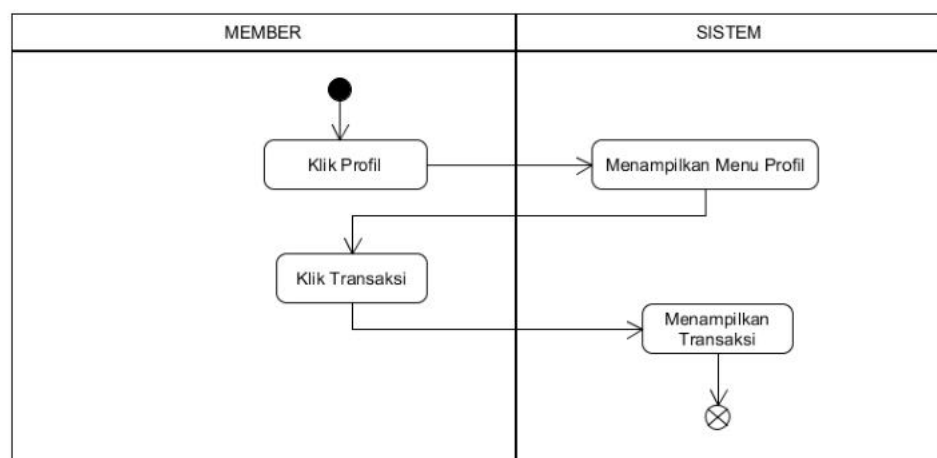 MEMBER
SISTEM
Klik Profil
Menampilkan Menu Profil
Klik Transaksi
Menampilkan
Transaksi